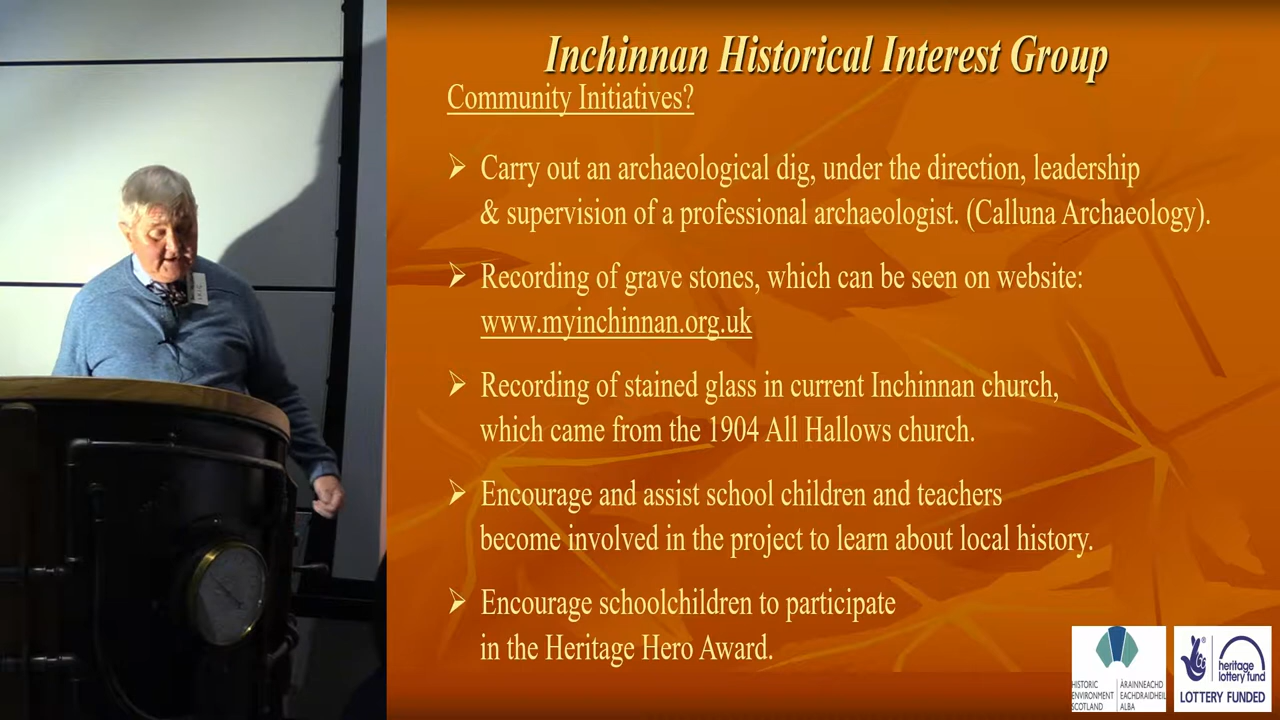 Inchinnan Historical Interest Group
Community Initiatives?
Carry out an archaeological dig, under the direction, leadership
& supervision of a professional archaeologist. (Calluna Archaeology).
Recording of grave stones, which can be seen on website:
www.myinchinnan.org.uk
Recording of stained glass in current Inchinnan church,
which came from the 1904 All Hallows church.
Encourage and assist school children and teachers
become involved in the project to learn about local history.
Encourage schoolchildren to participate
in the Heritage Hero Award.
HISTORIC
ENVIRONMENT
SCOTLAND
ÀRAINNEACHD
EACHDRAIDHEIL
ALBA
heritage
lottery fund
LOTTERY FUNDED